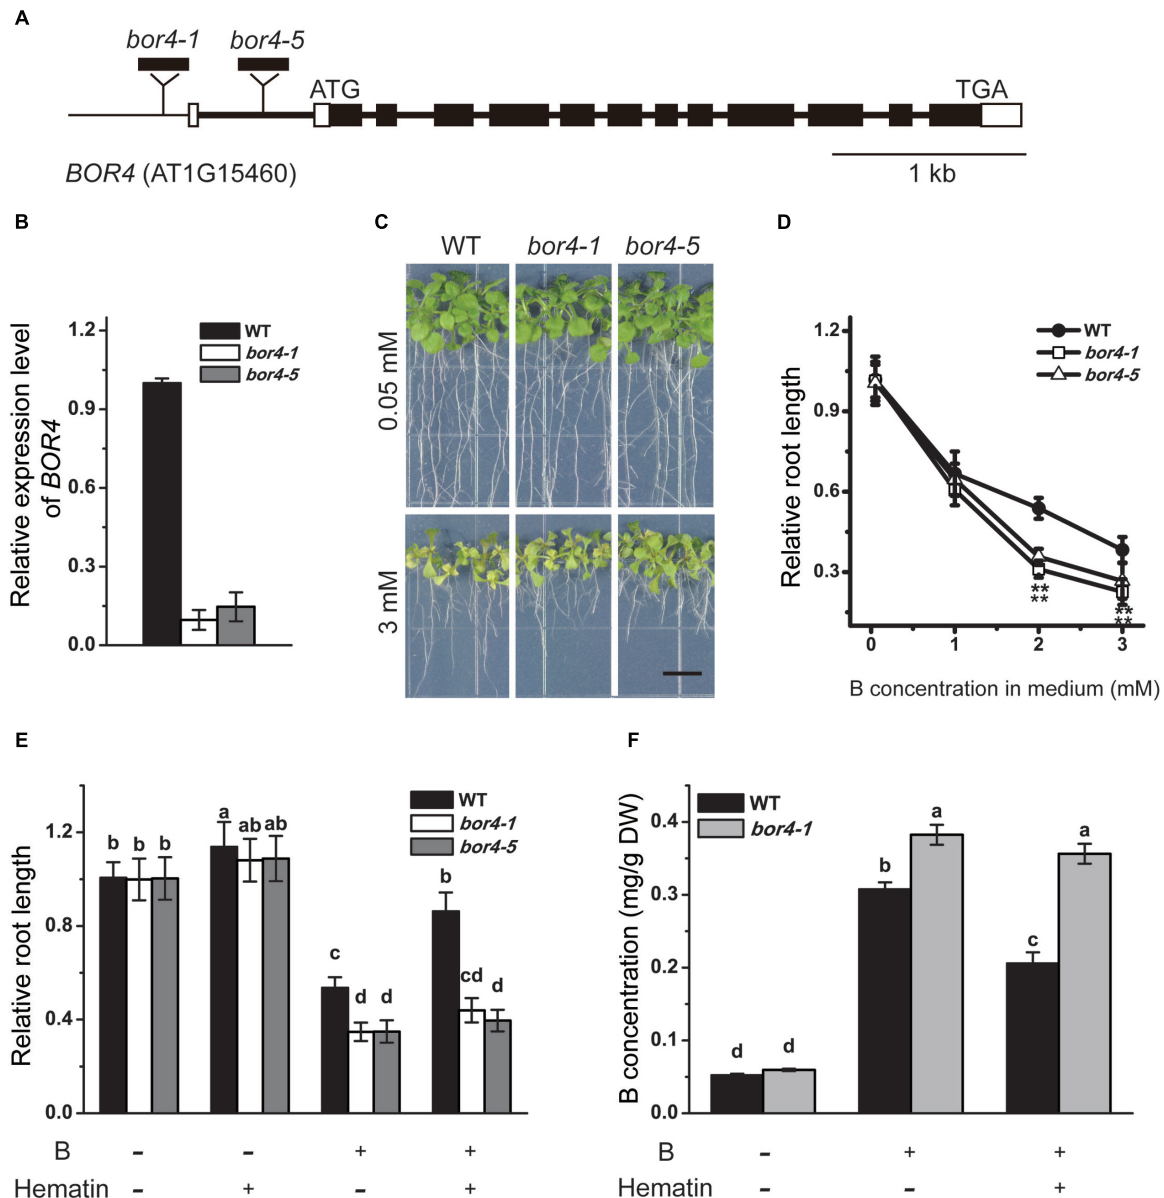 A
bor4-1 bor4-5
ATG TGA
BOR4 (AT1G15460)
1 kb
B
Relative expression level
of BOR4
1.2
0.9
0.6
0.3
0.0
WT
bor4-1
bor4-5
C
WT bor4-1 bor4-5
0.05 mM
3 mM
D
Relative root length
1.2
0.9
0.6
0.3
WT
bor4-1
bor4-5
**
**
**
**
0 1 2 3
B concentration in medium (mM)
E
Relative root length
1.2
0.8
0.4
0.0
WT
bor4-1
bor4-5
b b b a ab ab c d d b cd d
B - - + +
Hematin - + - +
F
B concentration (mg/g DW)
0.4
0.3
0.2
0.1
0.0
WT
bor4-1
d d b a c a
B - + +
Hematin - - +